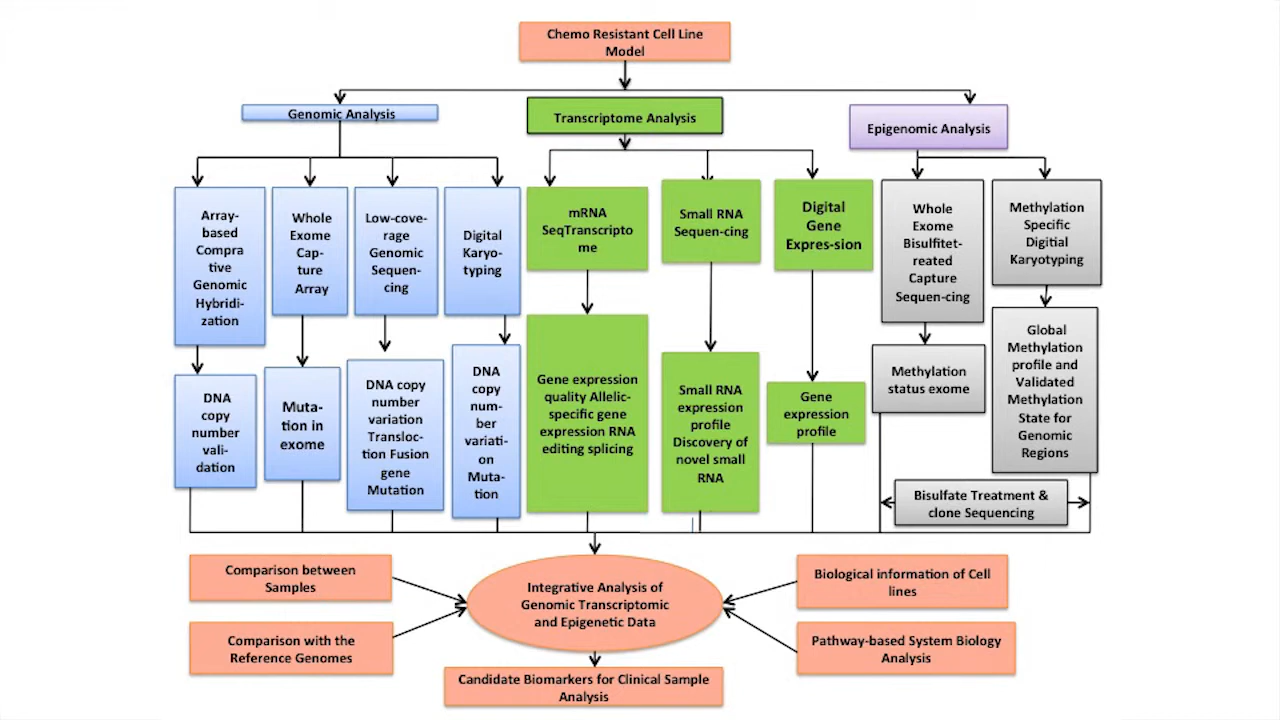 Chemo Resistant Cell Line
Model
Genomic Analysis
Transcriptome Analysis
Epigenomic Analysis
Array-
based
Compra
tive
Genomic
Hybridi-
zation
Whole
Exome
Cap-
ture
Array
Low-cove-
rage
Genomic
Sequen-
cing
Digital
Karyo-
typing
mRNA
SeqTranscripto
me
Small RNA
Sequen-cing
Digital
Gene
Expres-sion
Whole
Exome
Bisulfitet-
reated
Capture
Sequen-cing
Methylation
Specific
Digitial
Karyotyping
DNA
copy
number
vali-
dation
Muta-
tion in
exome
DNA copy
number
variation
Transloc-
tion Fusion
gene
Mutation
DNA
copy
num-
ber
variati-
on
Muta-
tion
Gene expression
quality Allelic-
specific gene
expression RNA
editing splicing
Small RNA
expression
profile
Discovery of
novel small
RNA
Gene
expression
profile
Methylation
status exome
Global
Methylation
profile and
Validated
Methylation
State for
Genomic
Regions
Bisulfate Treatment &
clone Sequencing
Comparison between
Samples
Comparison with the
Reference Genomes
Integrative Analysis of
Genomic Transcriptomic
and Epigenetic Data
Biological information of Cell
lines
Pathway-based System Biology
Analysis
Candidate Biomarkers for Clinical Sample
Analysis